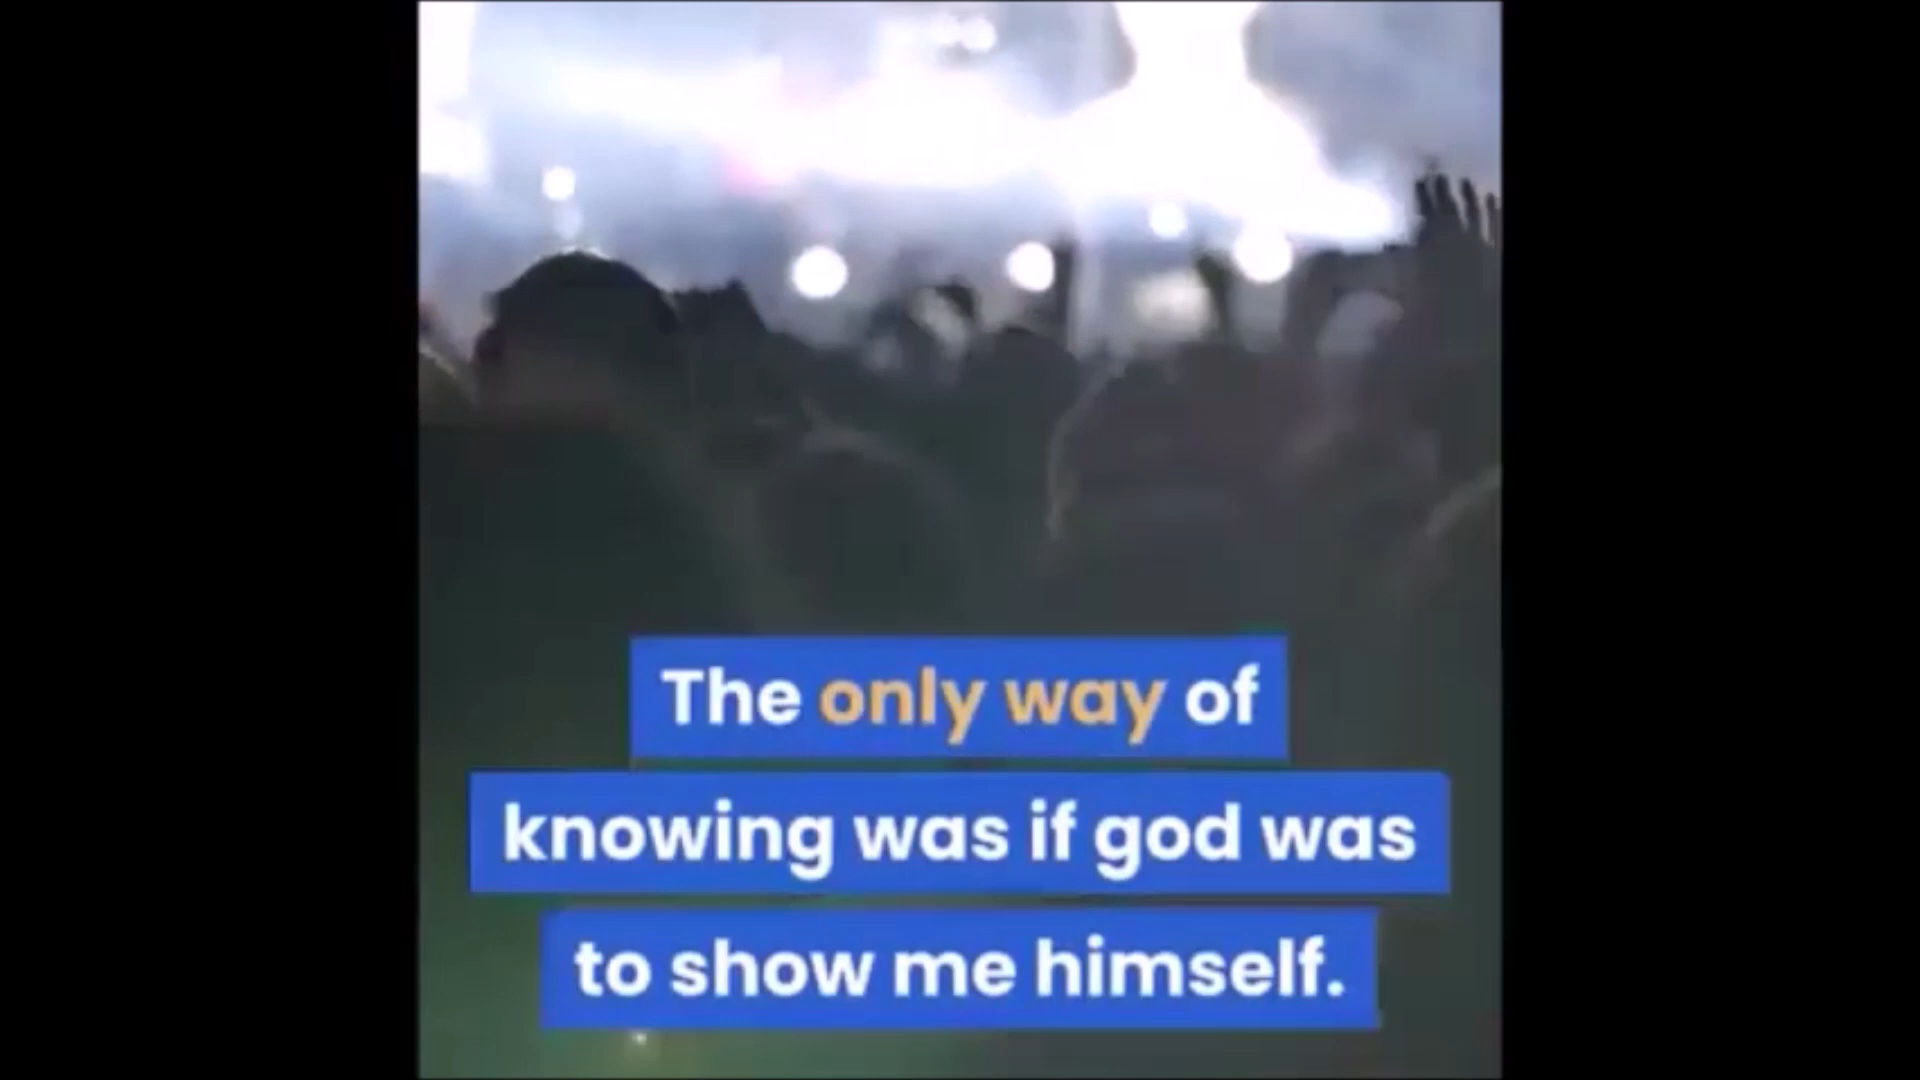 The only way of
knowing was if god was
to show me himself.